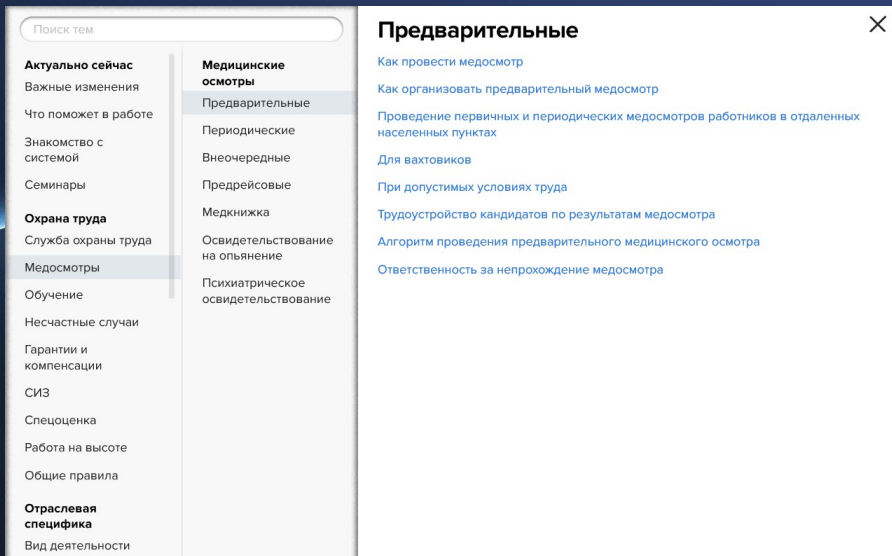 Поиск тем
Актуально сейчас
Важные изменения
Что поможет в работе
Знакомство с
системой
Семинары
Охрана труда
Служба охраны труда
Медосмотры
Обучение
Несчастные случаи
Гарантии и
компенсации
СИЗ
Спецоценка
Работа на высоте
Общие правила
Отраслевая
специфика
Вид деятельности
Медицинские
осмотры
Предварительные
Периодические
Внеочередные
Предрейсовые
Медкнижка
Освидетельствование
на опьянение
Психиатрическое
освидетельствование
Предварительные
Как провести медосмотр
Как организовать предварительный медосмотр
Проведение первичных и периодических медосмотров работников в отдаленных
населенных пунктах
Для вахтовиков
При допустимых условиях труда
Трудоустройство кандидатов по результатам медосмотра
Алгоритм проведения предварительного медицинского осмотра
Ответственность за непрохождение медосмотра